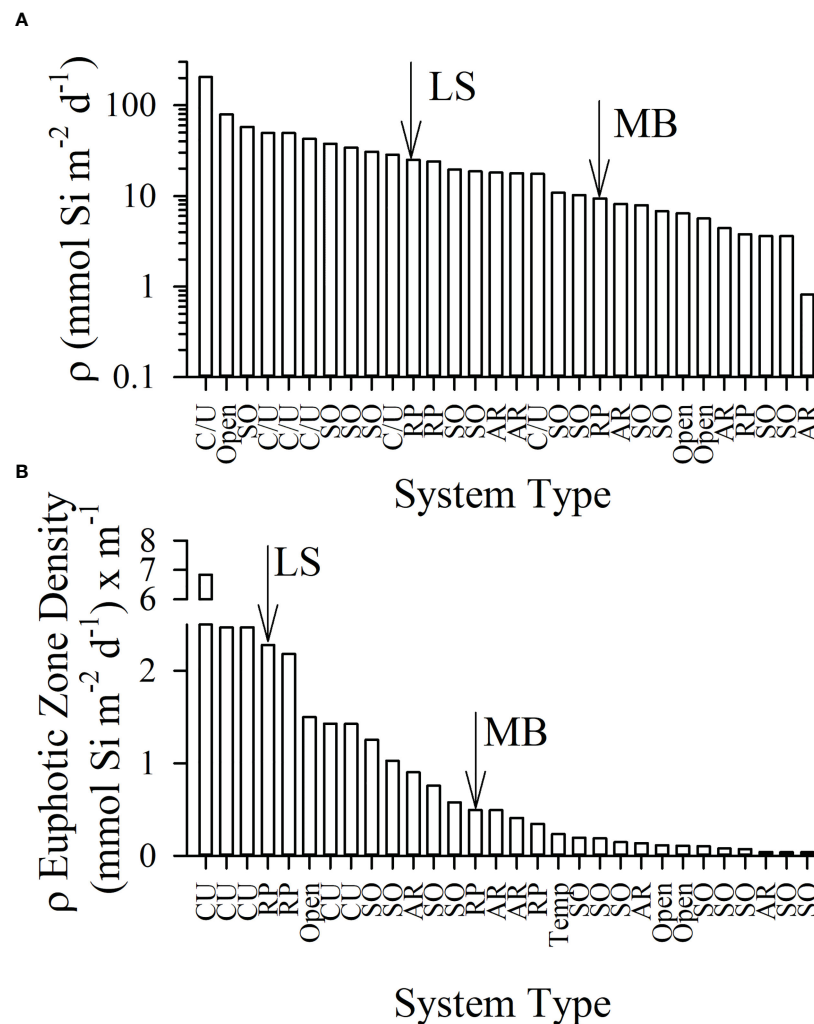 A
ρ (mmol Si m-2 d-1)
100
10
1
0.1
LS
MB
C/U Open SO C/U C/U C/U SO SO SO C/U RP RP SO SO AR AR C/U SO SO RP AR SO SO Open Open AR RP SO SO AR
System Type
B
ρ Euphotic Zone Density
(mmol Si m-2 d-1) x m-1
8
7
6
2
1
0
LS
MB
CU CU CU RP RP Open CU CU SO SO AR SO SO RP AR AR RP Temp SO SO SO AR Open Open SO SO SO AR SO SO
System Type